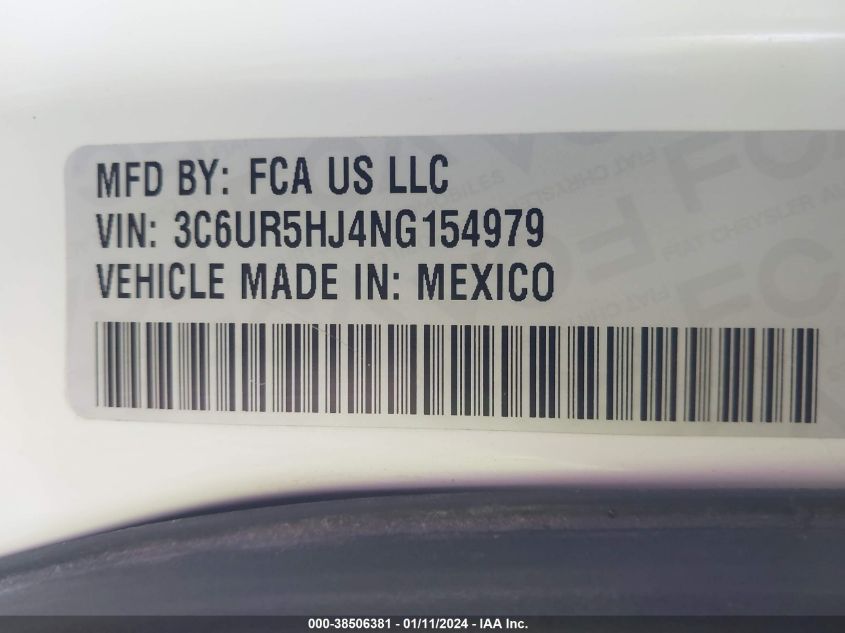 MFD BY: FCA US LLC
VIN: 3C6UR5HJ4NG154979
VEHICLE MADE IN: MEXICO
000-38506381 - 01/11/2024 - IAA Inc.